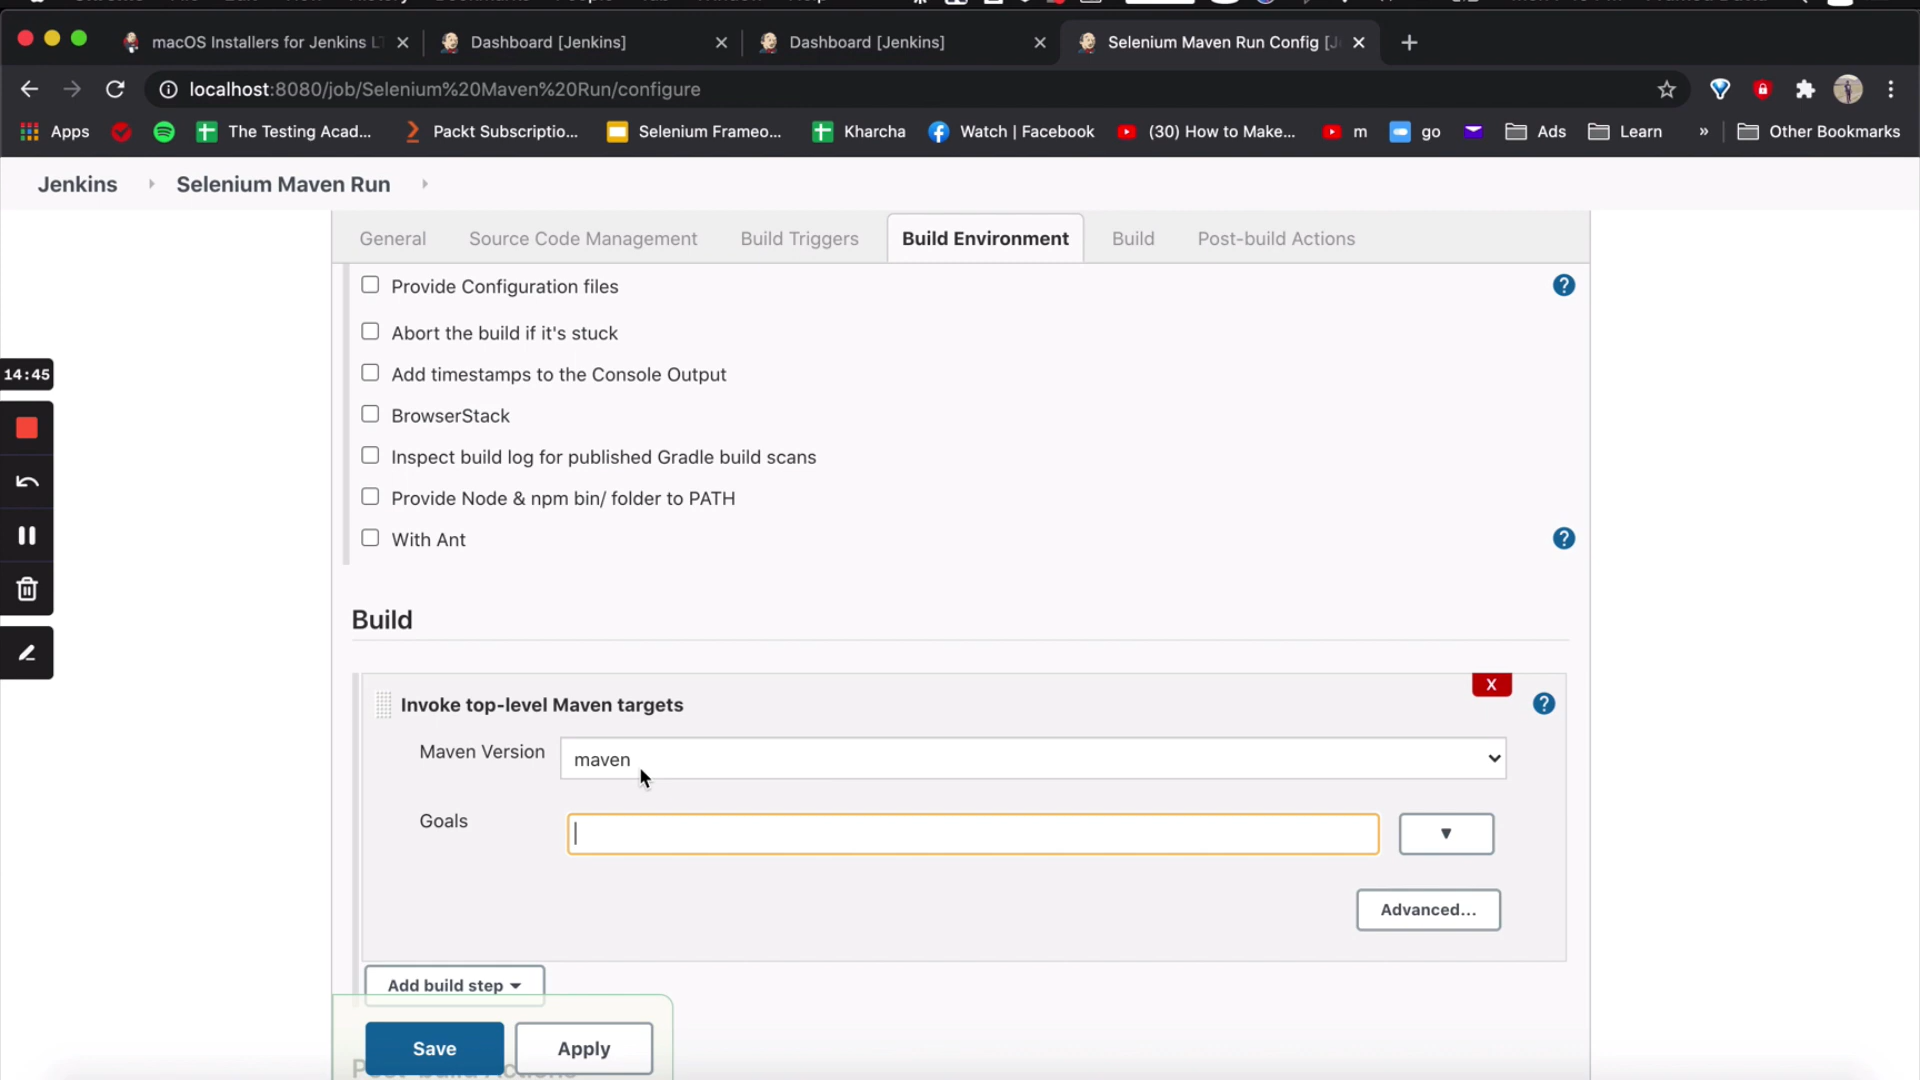 macOS Installers for Jenkins LT
Dashboard [Jenkins]
Dashboard [Jenkins]
Selenium Maven Run Config [J
localhost:8080/job/Selenium%20Maven%20Run/configure
Apps
The Testing Acad...
Packt Subscriptio...
Selenium Frameo...
Kharcha
Watch | Facebook
(30) How to Make...
m
go
Ads
Learn
»
Other Bookmarks
Jenkins
Selenium Maven Run
General
Source Code Management
Build Triggers
Build Environment
Build
Post-build Actions
Provide Configuration files
?
Abort the build if it's stuck
14:45
Add timestamps to the Console Output
BrowserStack
Inspect build log for published Gradle build scans
Provide Node & npm bin/ folder to PATH
With Ant
?
Build
X
Invoke top-level Maven targets
?
Maven Version
maven
Goals
Advanced...
Add build step
Save
Apply